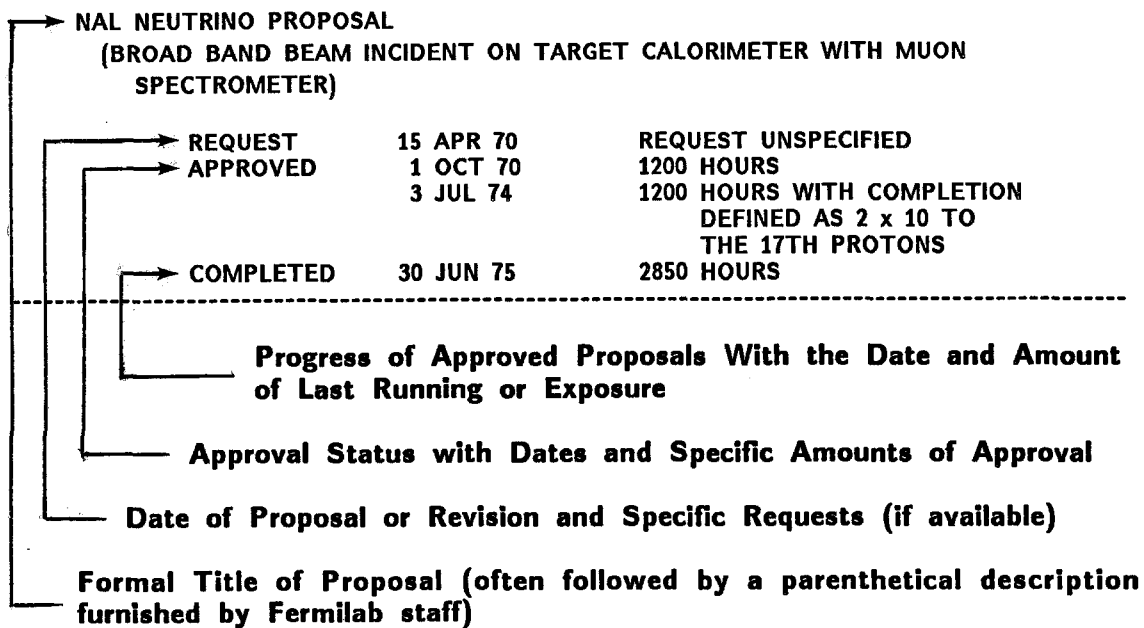 NAL NEUTRINO PROPOSAL
(BROAD BAND BEAM INCIDENT ON TARGET CALORIMETER WITH MUON
SPECTROMETER)
REQUEST 15 APR 70 REQUEST UNSPECIFIED
APPROVED 1 OCT 70 1200 HOURS
3 JUL 74 1200 HOURS WITH COMPLETION
DEFINED AS 2 x 10 TO
THE 17TH PROTONS
COMPLETED 30 JUN 75 2850 HOURS
Progress of Approved Proposals With the Date and Amount
of Last Running or Exposure
Approval Status with Dates and Specific Amounts of Approval
Date of Proposal or Revision and Specific Requests (if available)
Formal Title of Proposal (often followed by a parenthetical description
furnished by Fermilab staff)